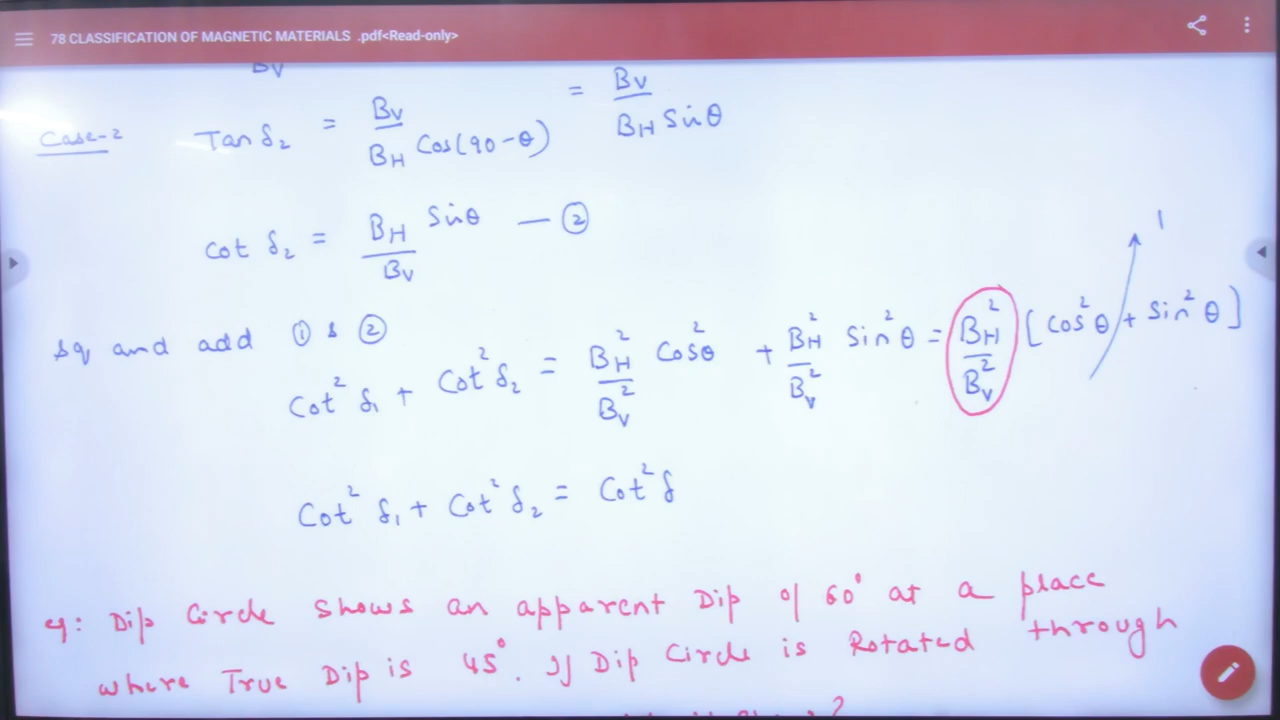 78 CLASSIFICATION OF MAGNETIC MATERIALS .pdf<Read-only>
BV
Case-2 Tan δ₂ = BV / BH Cos(90-θ) = BV / BH Sinθ
Cot δ₂ = BH / BV Sinθ — ②
Sq and add ① & ②
Cot² δ₁ + Cot² δ₂ = BH² / BV² Cos²θ + BH² / BV² Sin²θ = BH² / BV² [Cos²θ + Sin²θ] 1
Cot² δ₁ + Cot² δ₂ = Cot² δ
eg: Dip Circle shows an apparent Dip of 60° at a place
where True Dip is 45°. If Dip Circle is Rotated through